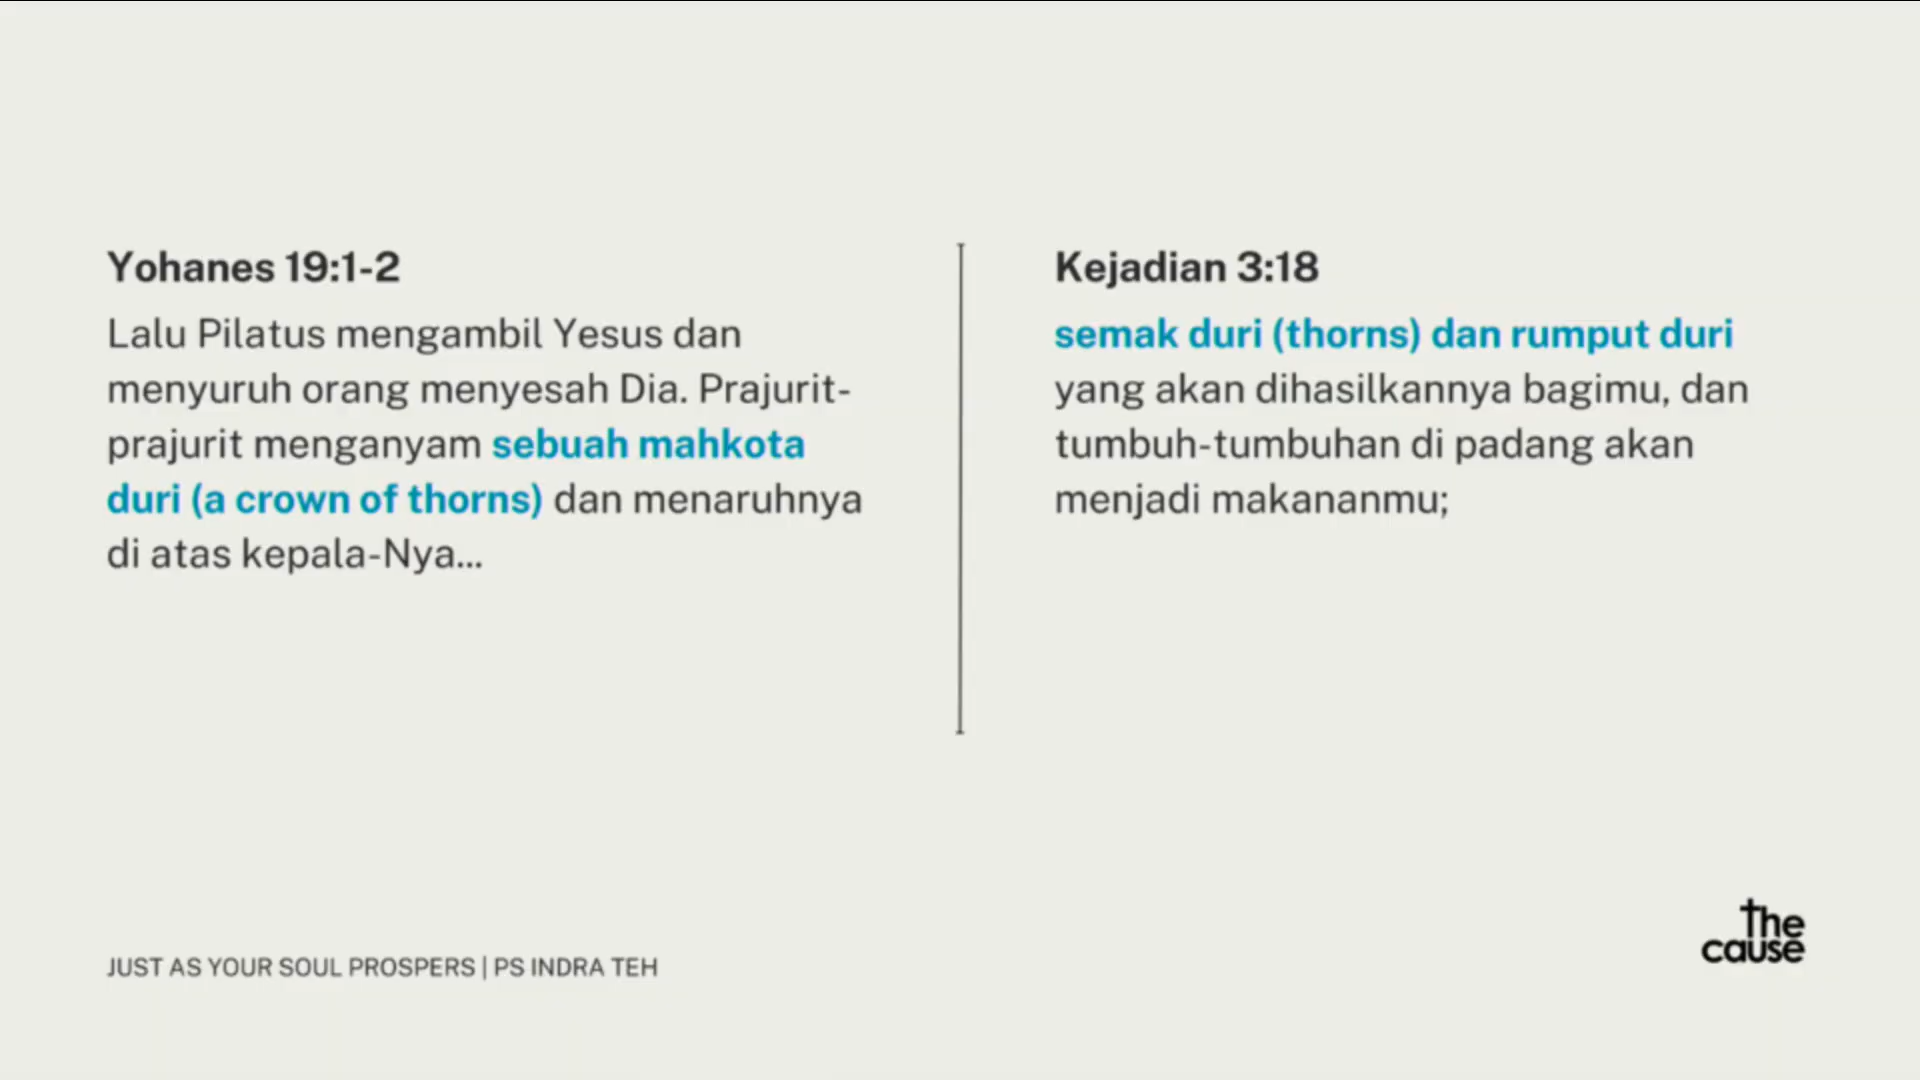 Yohanes 19:1-2
Lalu Pilatus mengambil Yesus dan
menyuruh orang menyesah Dia. Prajurit-
prajurit menganyam sebuah mahkota
duri (a crown of thorns) dan menaruhnya
di atas kepala-Nya...
Kejadian 3:18
semak duri (thorns) dan rumput duri
yang akan dihasilkannya bagimu, dan
tumbuh-tumbuhan di padang akan
menjadi makananmu;
JUST AS YOUR SOUL PROSPERS | PS INDRA TEH
the
cause